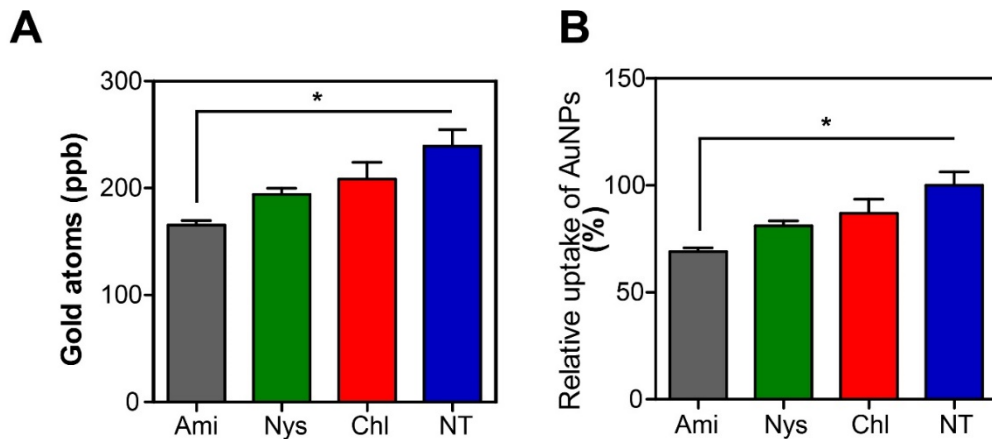 A
Gold atoms (ppb)
300
200
100
0
*
Ami Nys Chl NT
B
Relative uptake of AuNPs
(%)
150
100
50
0
*
Ami Nys Chl NT